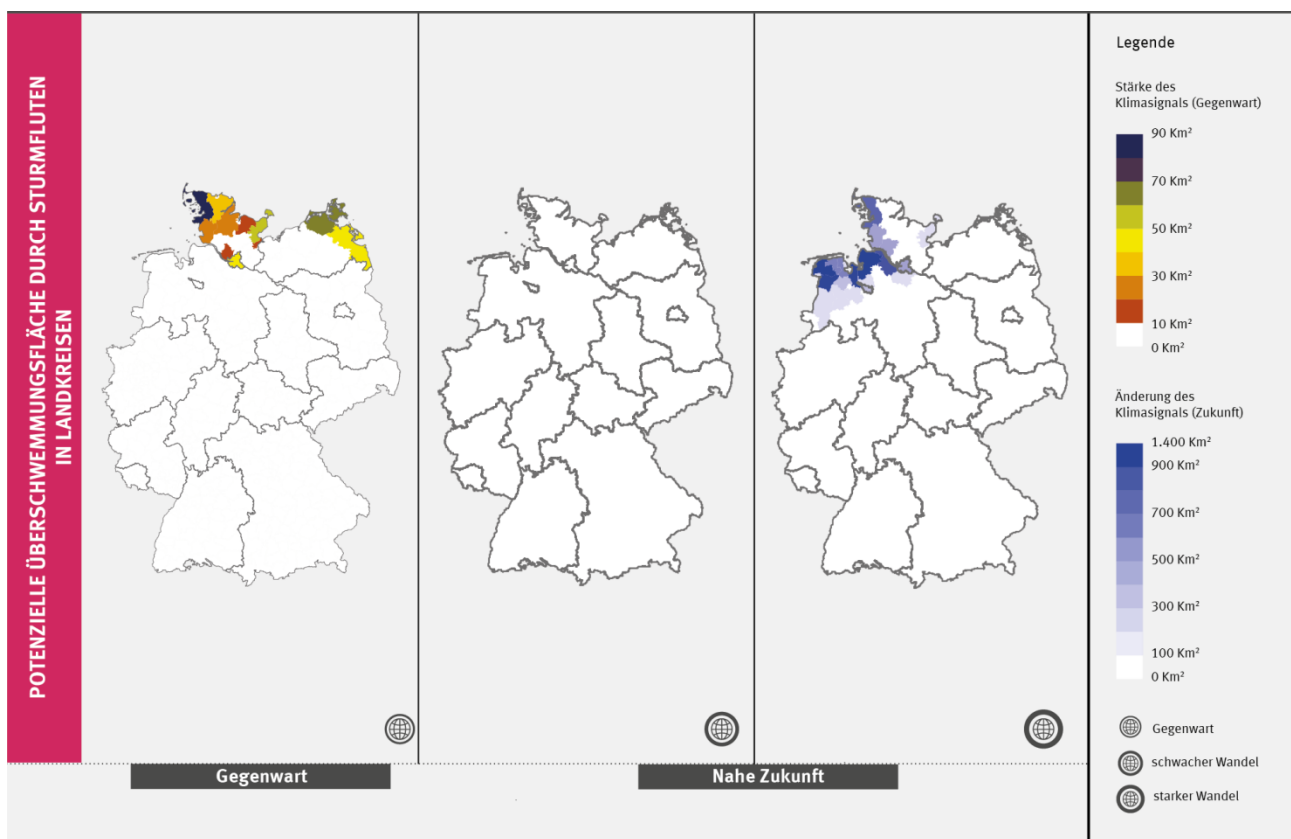 POTENZIELLE ÜBERSCHWEMMUNGSFLÄCHE DURCH STURMFLUTEN
IN LANDKREISEN
Gegenwart
Nahe Zukunft
Legende
Stärke des
Klimasignals (Gegenwart)
90 Km²
70 Km²
50 Km²
30 Km²
10 Km²
0 Km²
Änderung des
Klimasignals (Zukunft)
1.400 Km²
900 Km²
700 Km²
500 Km²
300 Km²
100 Km²
0 Km²
Gegenwart
schwacher Wandel
starker Wandel